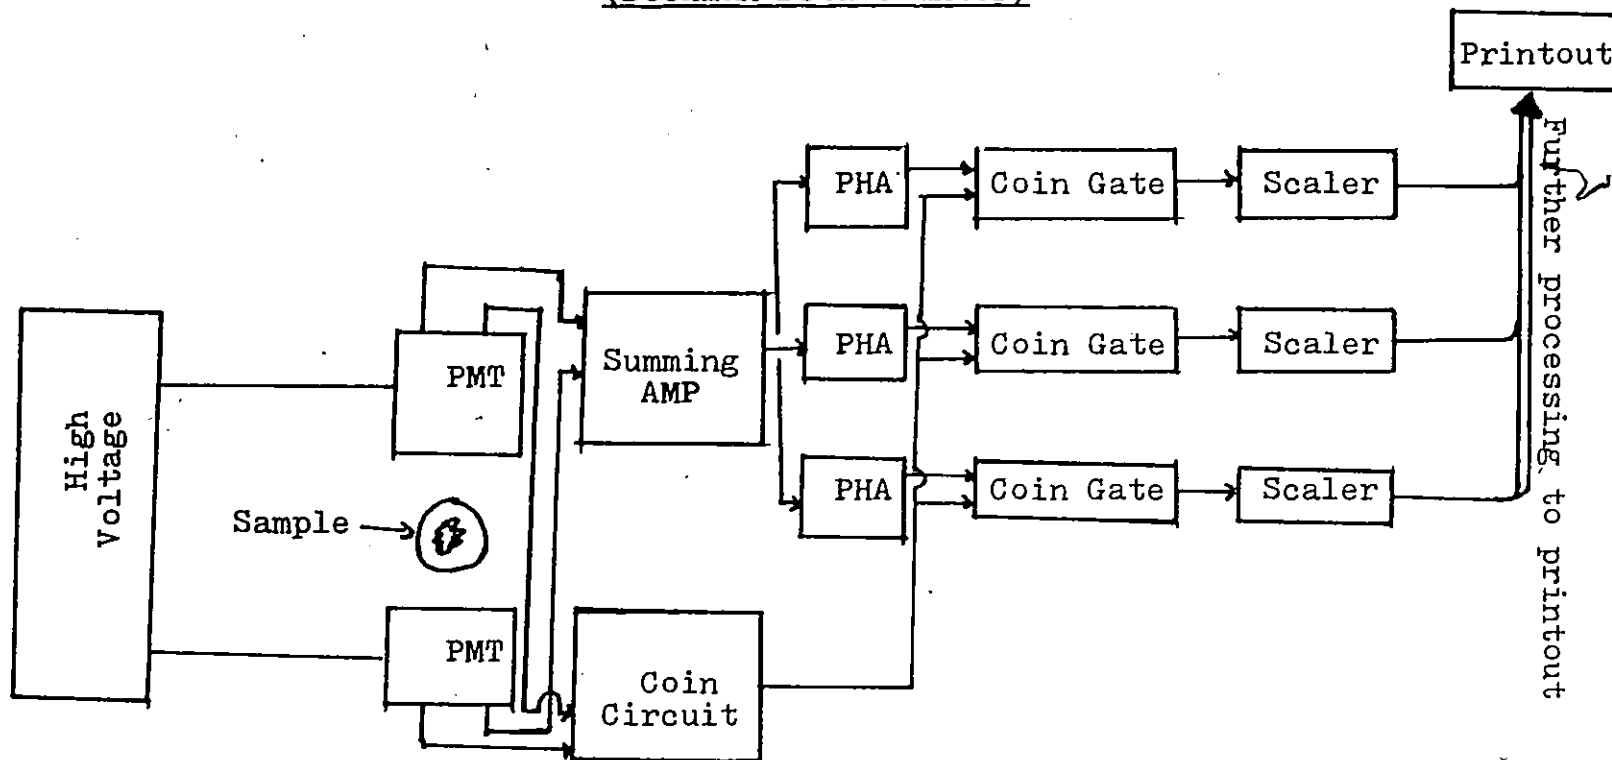 Printout
PHA
Coin Gate
Scaler
PMT
Summing
AMP
PHA
Coin Gate
Scaler
High
Voltage
Sample
PHA
Coin Gate
Scaler
PMT
Coin
Circuit
Further processing to printout